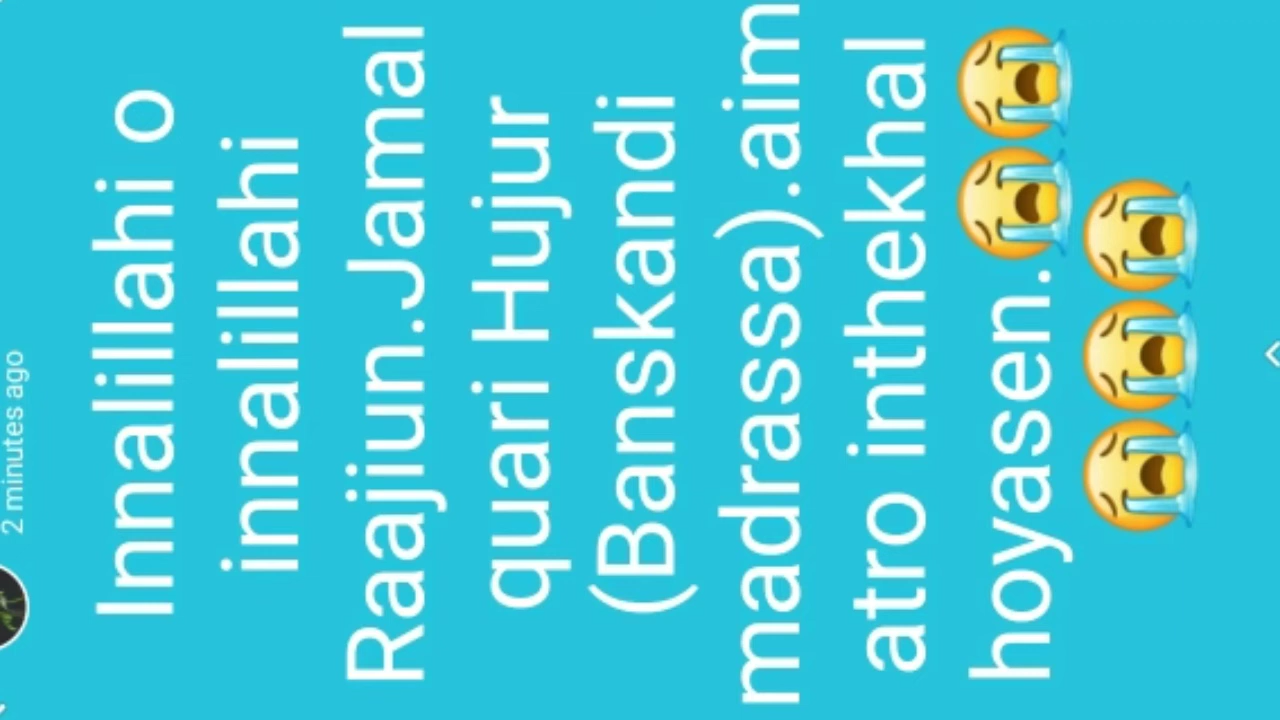 2 minutes ago
Innalillahi o
innalillahi
Raajiun.Jamal
quari Hujur
(Banskandi
madrassa).aim
atro inthekhal
hoyasen.😭😭
😭😭😭